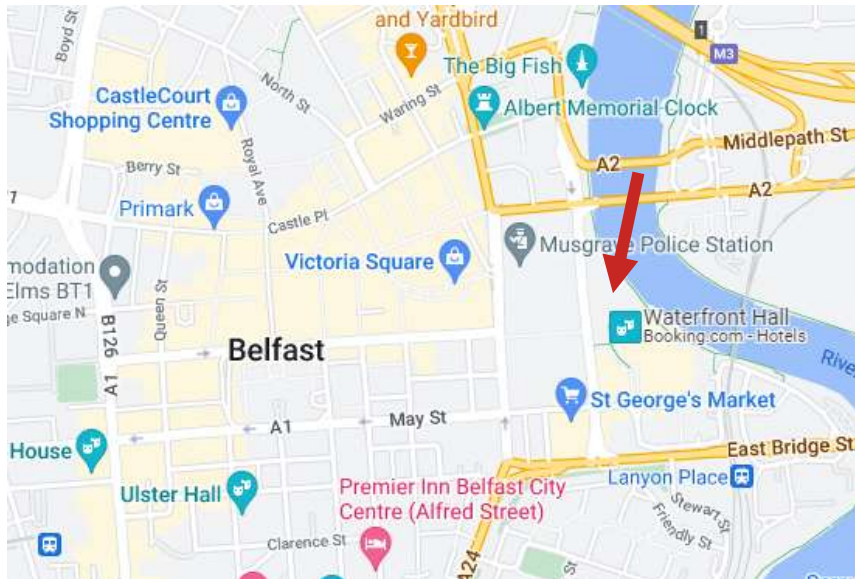 and Yardbird
Boyd St
North St
Waring St
The Big Fish
1
M3
CastleCourt
Shopping Centre
Albert Memorial Clock
Middlepath St
Berry St
Royal Ave
A2
A2
Primark
Castle Pl
Musgrave Police Station
Victoria Square
modation
Elms BT1
e Square N
Queen St
B126
A1
Belfast
Waterfront Hall
Booking.com - Hotels
River
St George's Market
May St
A1
House
East Bridge St
Lanyon Place
Ulster Hall
Premier Inn Belfast City
Centre (Alfred Street)
Stewart St
Friendly St
Clarence St
A24
St